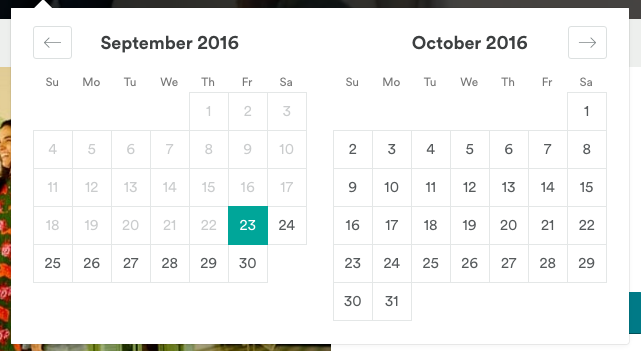 September 2016
Su Mo Tu We Th Fr Sa
1 2 3
4 5 6 7 8 9 10
11 12 13 14 15 16 17
18 19 20 21 22 23 24
25 26 27 28 29 30
October 2016
Su Mo Tu We Th Fr Sa
1
2 3 4 5 6 7 8
9 10 11 12 13 14 15
16 17 18 19 20 21 22
23 24 25 26 27 28 29
30 31